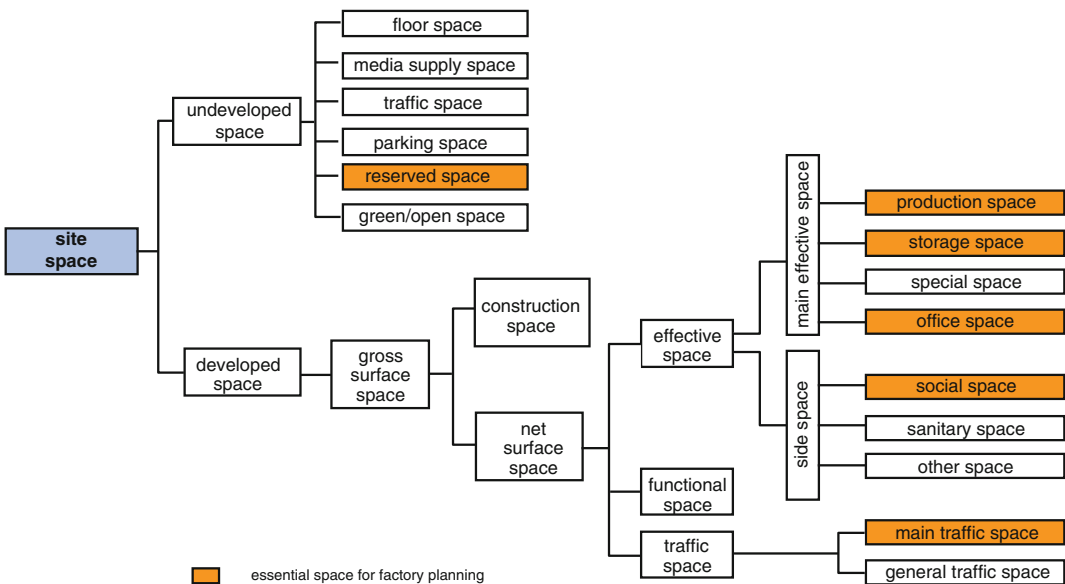 floor space
media supply space
traffic space
parking space
reserved space
green/open space
undeveloped
space
site
space
developed
space
gross
surface
space
construction
space
net
surface
space
effective
space
functional
space
traffic
space
main effective space
side space
production space
storage space
special space
office space
social space
sanitary space
other space
main traffic space
general traffic space
essential space for factory planning